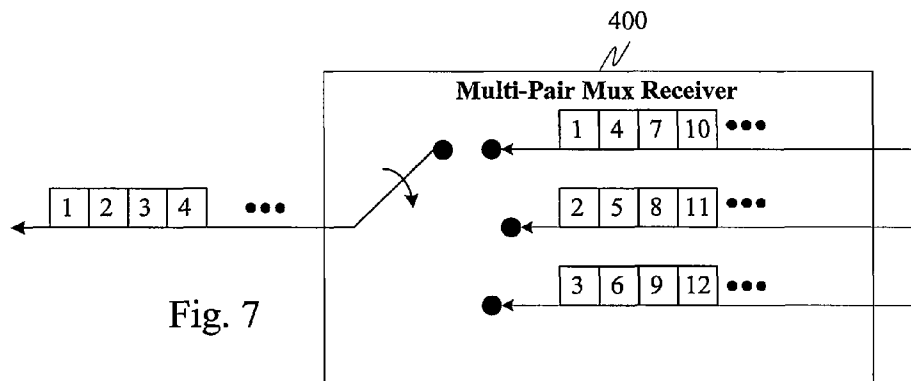 400
Multi-Pair Mux Receiver
1 4 7 10 •••
1 2 3 4 •••
2 5 8 11 •••
3 6 9 12 •••
Fig. 7